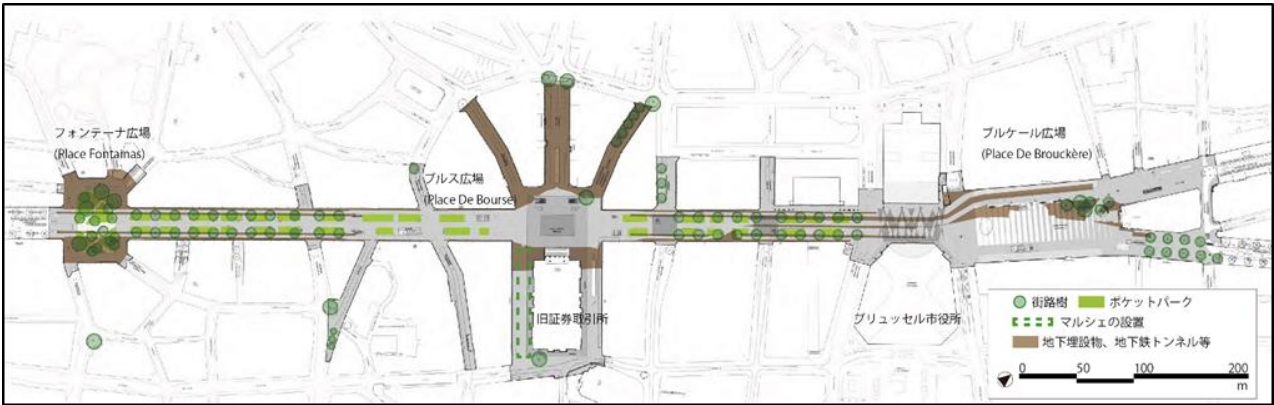 フォンテーナ広場
(Place Fontamas)
ブルス広場
(Place De Bourse)
ブルケール広場
(Place De Brouckère)
旧証券取引所
ブリュッセル市役所
街路樹
ポケットパーク
マルシェの設置
地下埋設物、地下鉄トンネル等
0 50 100 200
m